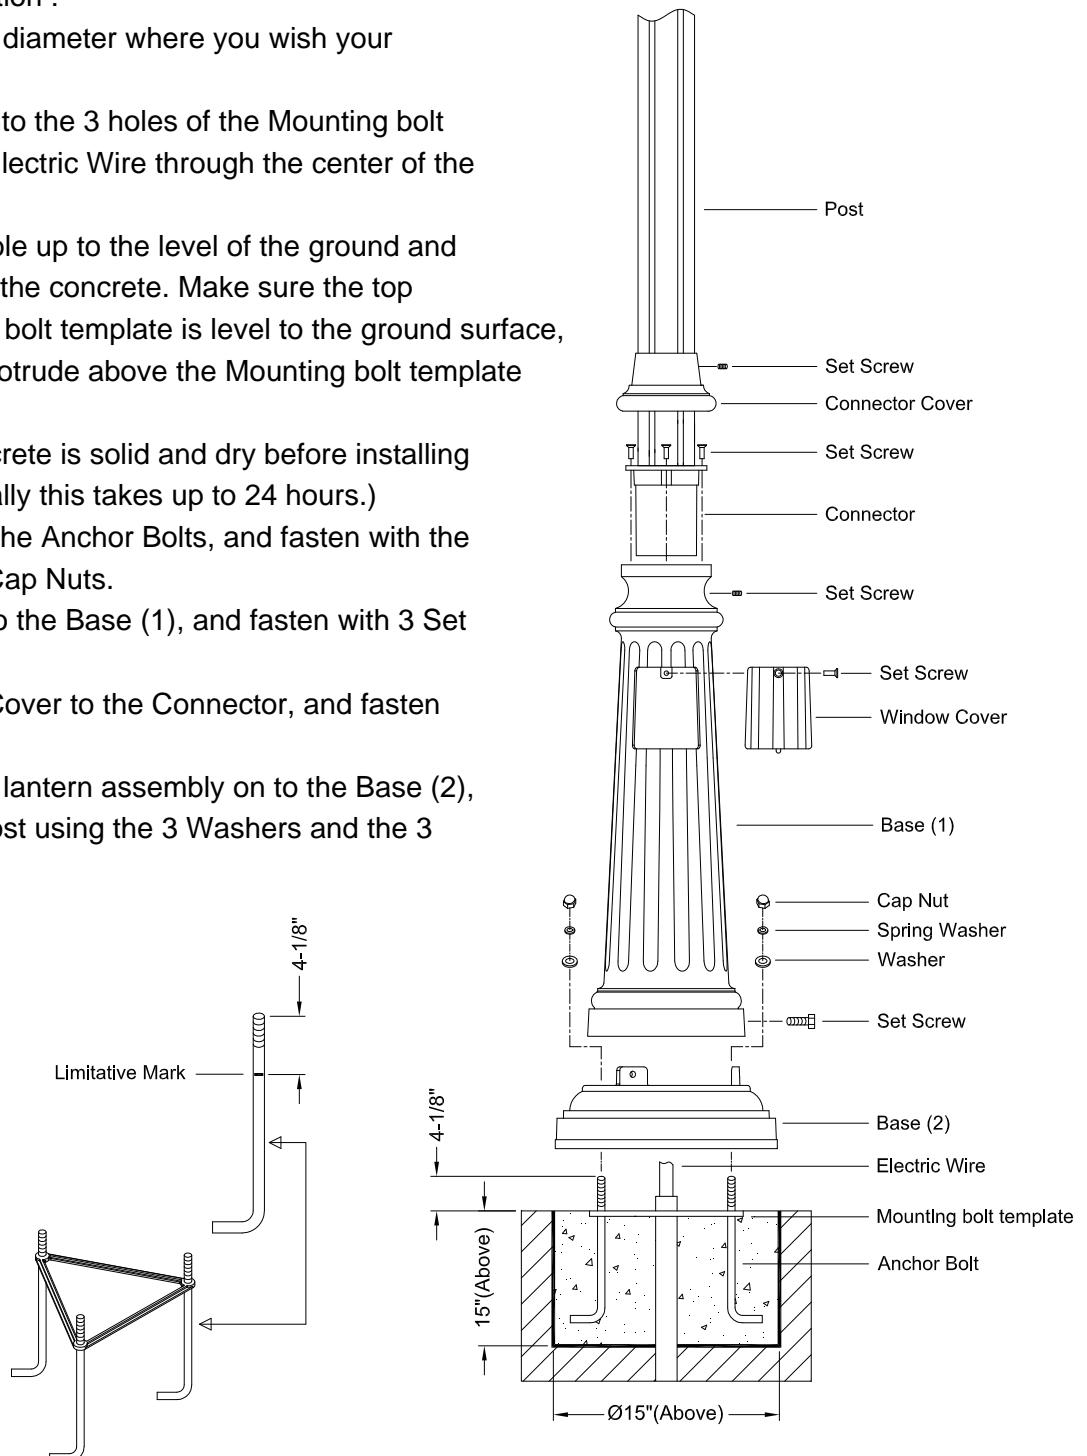 diameter where you wish your
to the 3 holes of the Mounting bolt
lectric Wire through the center of the
ole up to the level of the ground and
the concrete. Make sure the top
bolt template is level to the ground surface,
otrude above the Mounting bolt template
crete is solid and dry before installing
ally this takes up to 24 hours.)
he Anchor Bolts, and fasten with the
Cap Nuts.
o the Base (1), and fasten with 3 Set
Cover to the Connector, and fasten
lantern assembly on to the Base (2),
ost using the 3 Washers and the 3
Post
Set Screw
Connector Cover
Set Screw
Connector
Set Screw
Set Screw
Window Cover
Base (1)
Cap Nut
Spring Washer
Washer
Set Screw
Base (2)
Electric Wire
Mounting bolt template
Anchor Bolt
4-1/8"
Limitative Mark
4-1/8"
15"(Above)
Ø15"(Above)